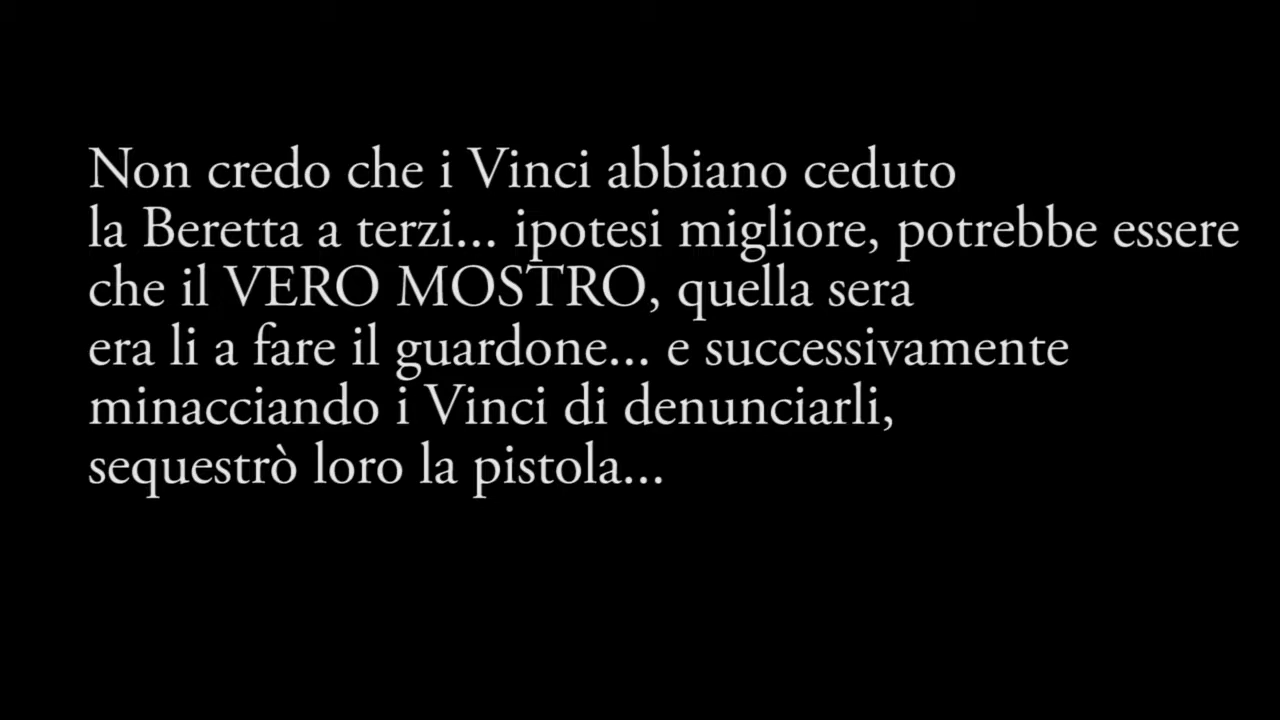 Non credo che i Vinci abbiano ceduto
la Beretta a terzi... ipotesi migliore, potrebbe essere
che il VERO MOSTRO, quella sera
era li a fare il guardone... e successivamente
minacciando i Vinci di denunciarli,
sequestrò loro la pistola...